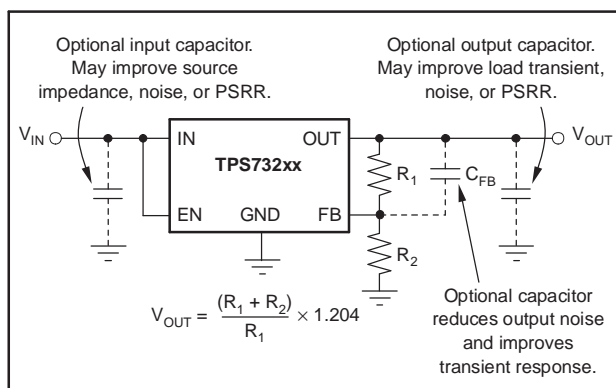 Optional input capacitor.
May improve source
impedance, noise, or PSRR.
Optional output capacitor.
May improve load transient,
noise, or PSRR.
V_IN
IN
OUT
V_OUT
TPS732xx
R_1
C_FB
EN
GND
FB
R_2
V_OUT = (R_1 + R_2) / R_1 × 1.204
Optional capacitor
reduces output noise
and improves
transient response.